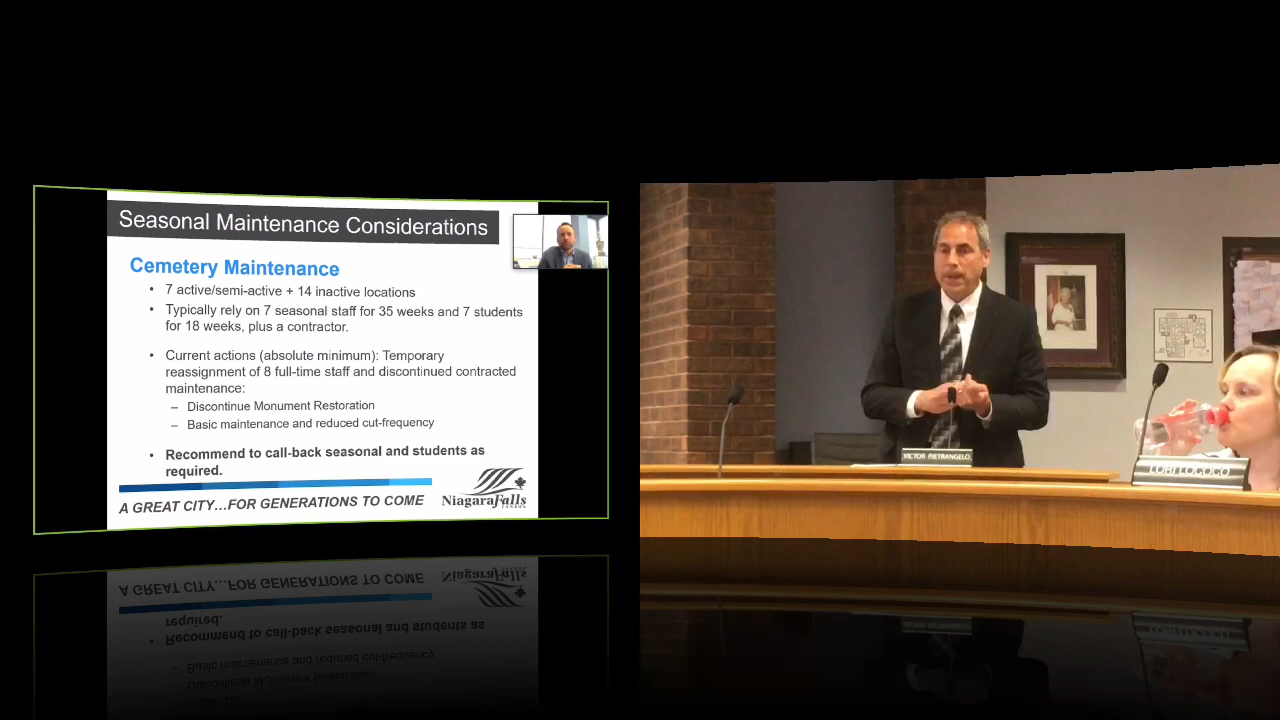 Seasonal Maintenance Considerations
Cemetery Maintenance
• 7 active/semi-active + 14 inactive locations
• Typically rely on 7 seasonal staff for 35 weeks and 7 students
for 18 weeks, plus a contractor.
• Current actions (absolute minimum): Temporary
reassignment of 8 full-time staff and discontinued contracted
maintenance:
– Discontinue Monument Restoration
– Basic maintenance and reduced cut-frequency
• Recommend to call-back seasonal and students as
required.
A GREAT CITY...FOR GENERATIONS TO COME
NiagaraFalls
CANADA
VICTOR PIETRANGELO
LORI LOCOCO